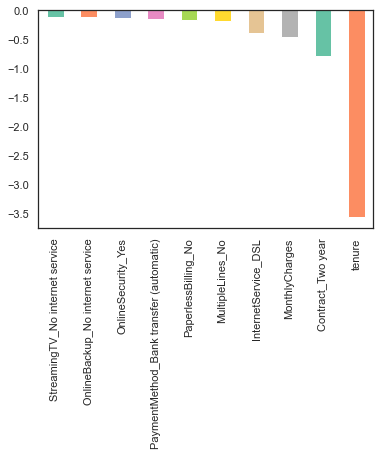 0.0
-0.5
-1.0
-1.5
-2.0
-2.5
-3.0
-3.5
StreamingTV_No internet service
OnlineBackup_No internet service
OnlineSecurity_Yes
PaymentMethod_Bank transfer (automatic)
PaperlessBilling_No
MultipleLines_No
InternetService_DSL
MonthlyCharges
Contract_Two year
tenure